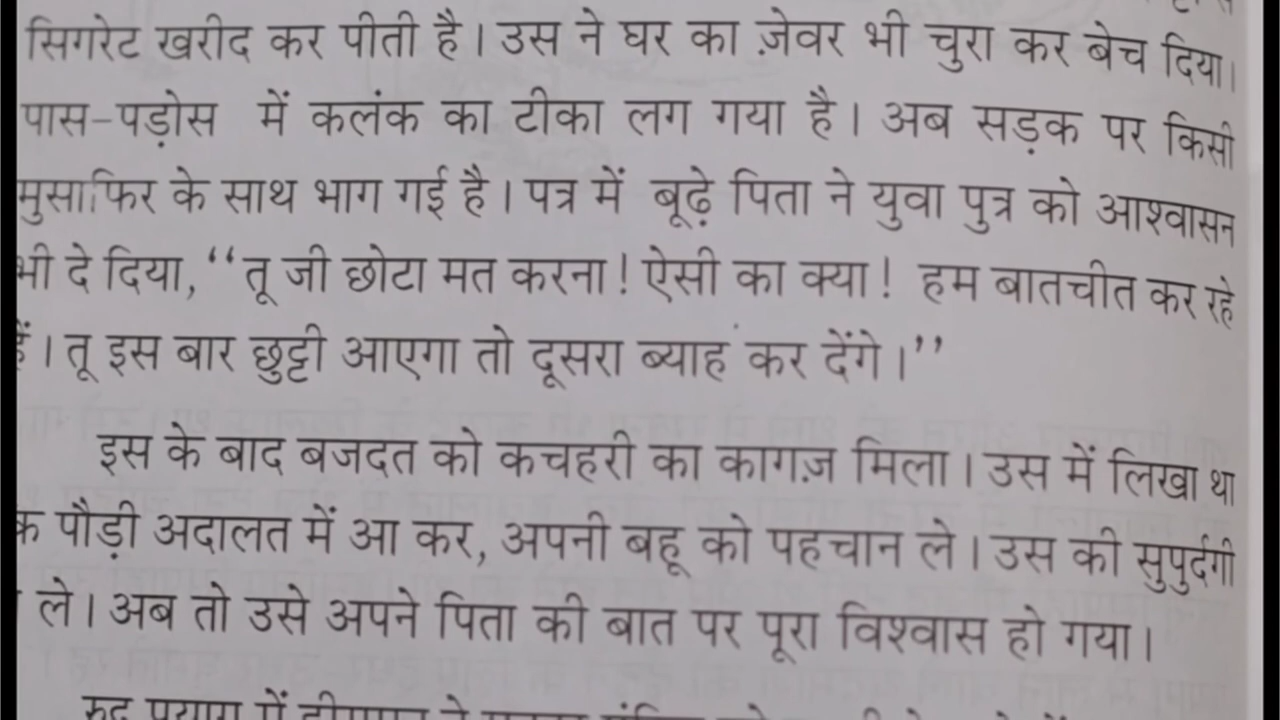 सिगरेट खरीद कर पीती है। उस ने घर का ज़ेवर भी चुरा कर बेच दिया।
पास-पड़ोस में कलंक का टीका लग गया है। अब सड़क पर किसी
मुसाफिर के साथ भाग गई है। पत्र में बूढ़े पिता ने युवा पुत्र को आश्वासन
भी दे दिया, “तू जी छोटा मत करना! ऐसी का क्या! हम बातचीत कर रहे
हैं। तू इस बार छुट्टी आएगा तो दूसरा ब्याह कर देंगे।”
इस के बाद बजदत को कचहरी का कागज़ मिला। उस में लिखा था
पौड़ी अदालत में आ कर, अपनी बहू को पहचान ले। उस की सुपुर्दगी
ले। अब तो उसे अपने पिता की बात पर पूरा विश्वास हो गया।